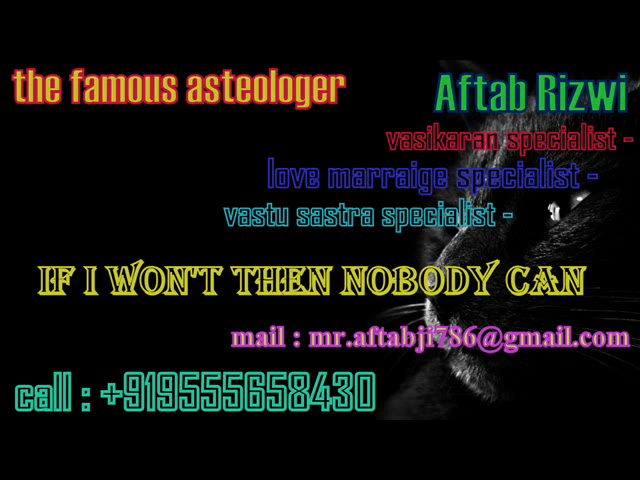 the famous asteologer
Aftab Rizwi
vasikaran specialist -
love marraige specialist -
vastu sastra specialist -
IF I WON'T THEN NOBODY CAN
mail : mr.aftabji786@gmail.com
call : +919555658430